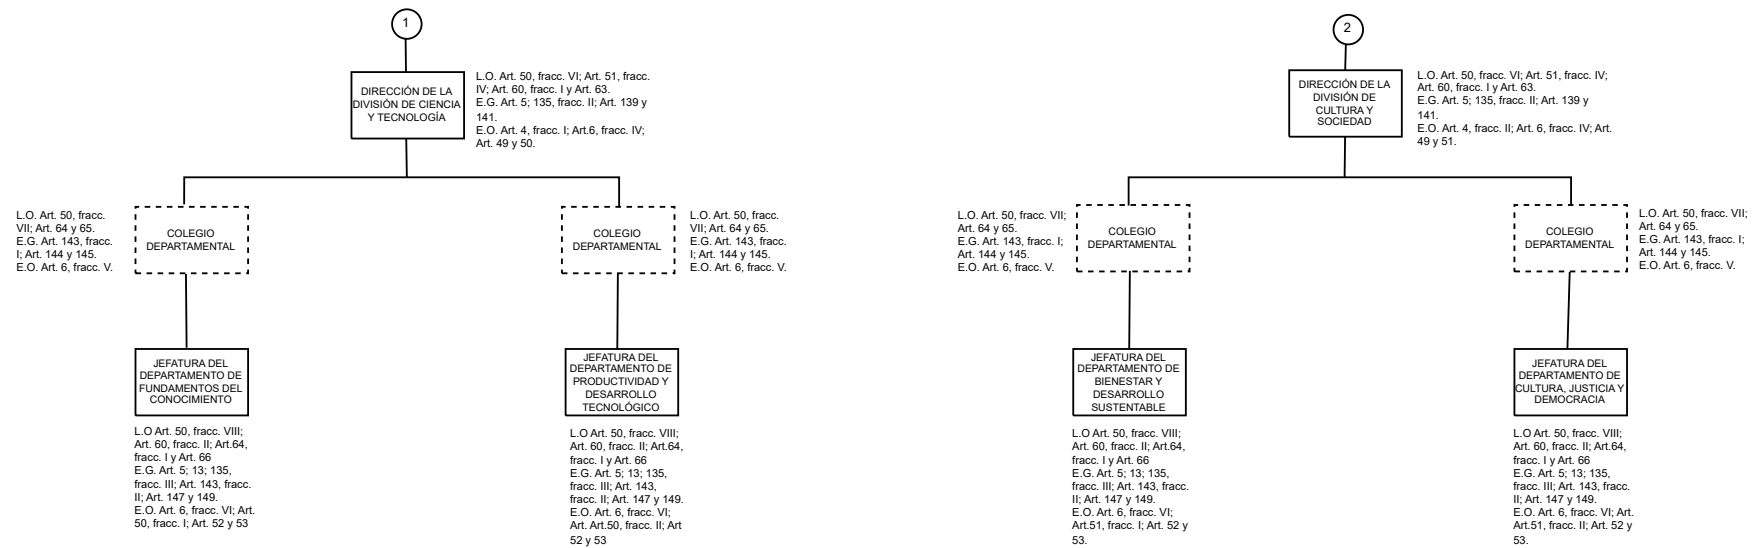 1
DIRECCIÓN DE LA
DIVISIÓN DE CIENCIA
Y TECNOLOGÍA
L.O. Art. 50, fracc. VI; Art. 51, fracc.
IV; Art. 60, fracc. I y Art. 63.
E.G. Art. 5; 135, fracc. II; Art. 139 y
141.
E.O. Art. 4, fracc. I; Art.6, fracc. IV;
Art. 49 y 50.
L.O. Art. 50, fracc.
VII; Art. 64 y 65.
E.G. Art. 143, fracc.
I; Art. 144 y 145.
E.O. Art. 6, fracc. V.
COLEGIO
DEPARTAMENTAL
COLEGIO
DEPARTAMENTAL
L.O. Art. 50, fracc.
VII; Art. 64 y 65.
E.G. Art. 143, fracc.
I; Art. 144 y 145.
E.O. Art. 6, fracc. V.
JEFATURA DEL
DEPARTAMENTO DE
FUNDAMENTOS DEL
CONOCIMIENTO
L.O Art. 50, fracc. VIII;
Art. 60, fracc. II; Art.64,
fracc. I y Art. 66
E.G. Art. 5; 13; 135,
fracc. III; Art. 143, fracc.
II; Art. 147 y 149.
E.O. Art. 6, fracc. VI; Art.
50, fracc. I; Art. 52 y 53
JEFATURA DEL
DEPARTAMENTO DE
PRODUCTIVIDAD Y
DESARROLLO
TECNOLÓGICO
L.O Art. 50, fracc. VIII;
Art. 60, fracc. II; Art.64,
fracc. I y Art. 66
E.G. Art. 5; 13; 135,
fracc. III; Art. 143,
fracc. II; Art. 147 y 149.
E.O. Art. 6, fracc. VI;
Art. Art.50, fracc. II; Art
52 y 53
2
DIRECCIÓN DE LA
DIVISIÓN DE
CULTURA Y
SOCIEDAD
L.O. Art. 50, fracc. VI; Art. 51, fracc. IV;
Art. 60, fracc. I y Art. 63.
E.G. Art. 5; 135, fracc. II; Art. 139 y
141.
E.O. Art. 4, fracc. II; Art. 6, fracc. IV; Art.
49 y 51.
L.O. Art. 50, fracc. VII;
Art. 64 y 65.
E.G. Art. 143, fracc. I;
Art. 144 y 145.
E.O. Art. 6, fracc. V.
COLEGIO
DEPARTAMENTAL
COLEGIO
DEPARTAMENTAL
L.O. Art. 50, fracc. VII;
Art. 64 y 65.
E.G. Art. 143, fracc. I;
Art. 144 y 145.
E.O. Art. 6, fracc. V.
JEFATURA DEL
DEPARTAMENTO DE
BIENESTAR Y
DESARROLLO
SUSTENTABLE
L.O Art. 50, fracc. VIII;
Art. 60, fracc. II; Art.64,
fracc. I y Art. 66
E.G. Art. 5; 13; 135,
fracc. III; Art. 143, fracc.
II; Art. 147 y 149.
E.O. Art. 6, fracc. VI;
Art.51, fracc. I; Art. 52 y
53.
JEFATURA DEL
DEPARTAMENTO DE
CULTURA, JUSTICIA Y
DEMOCRACIA
L.O Art. 50, fracc. VIII;
Art. 60, fracc. II; Art.64,
fracc. I y Art. 66
E.G. Art. 5; 13; 135,
fracc. III; Art. 143, fracc.
II; Art. 147 y 149.
E.O. Art. 6, fracc. VI; Art.
Art.51, fracc. II; Art. 52 y
53.